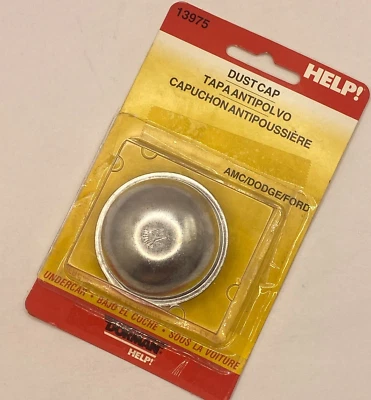 13975
HELP!
DUST CAP
TAPA ANTIPOLVO
CAPUCHON ANTIPOUSSIÈRE
AMC/DODGE/FORD
UNDERCAR • BAJO EL COCHE • SOUS LA VOITURE
DORMAN
HELP!